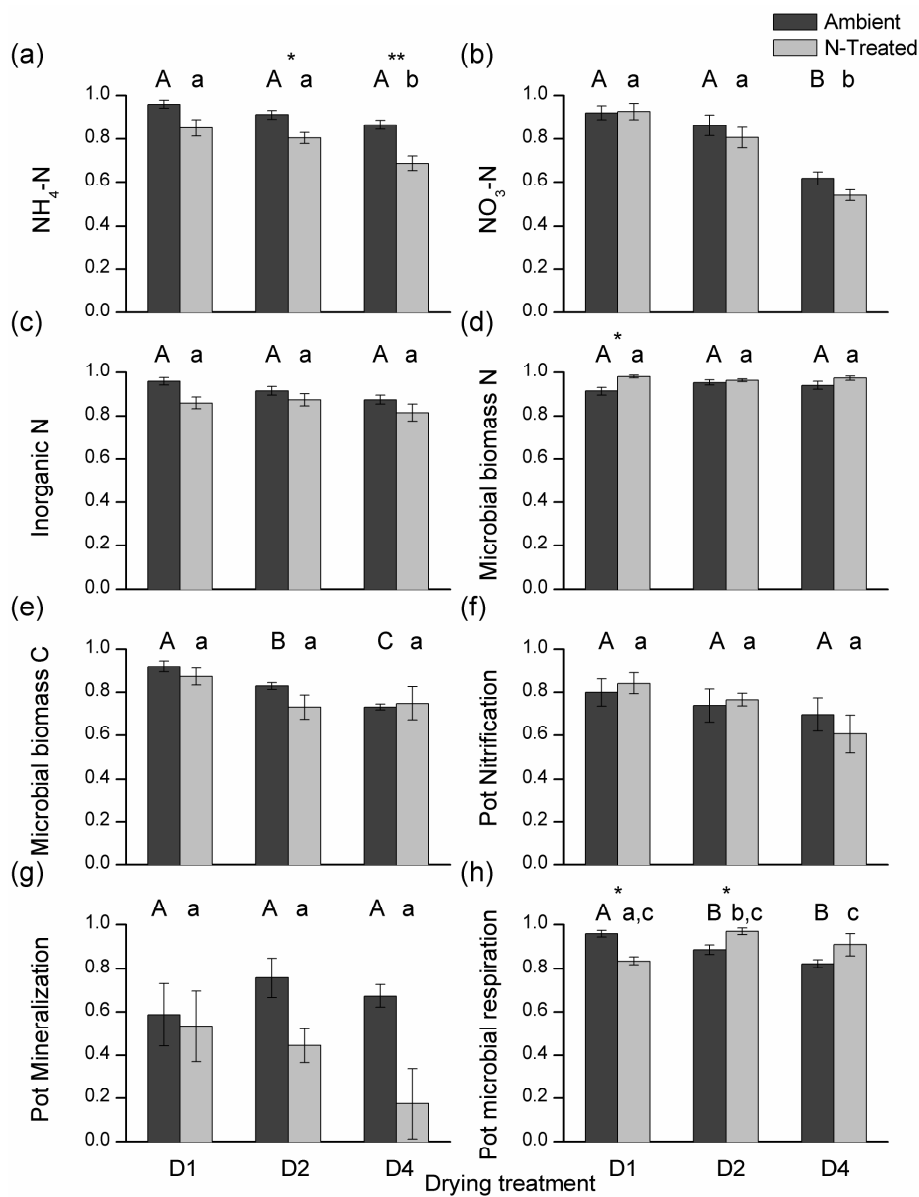 Ambient
N-Treated
(a)
(b)
* **
A a A a A b
A a A a B b
1.0
0.8
0.6
0.4
0.2
0.0
NH4-N
1.0
0.8
0.6
0.4
0.2
0.0
NO3-N
(c)
(d)
*
A a A a A a
A a A a A a
1.0
0.8
0.6
0.4
0.2
0.0
Inorganic N
1.0
0.8
0.6
0.4
0.2
0.0
Microbial biomass N
(e)
(f)
A a B a C a
A a A a A a
1.0
0.8
0.6
0.4
0.2
0.0
Microbial biomass C
1.0
0.8
0.6
0.4
0.2
0.0
Pot Nitrification
(g)
(h)
* *
A a A a A a
A a,c B b,c B c
1.0
0.8
0.6
0.4
0.2
0.0
Pot Mineralization
1.0
0.8
0.6
0.4
0.2
0.0
Pot microbial respiration
D1 D2 D4
D1 D2 D4
Drying treatment